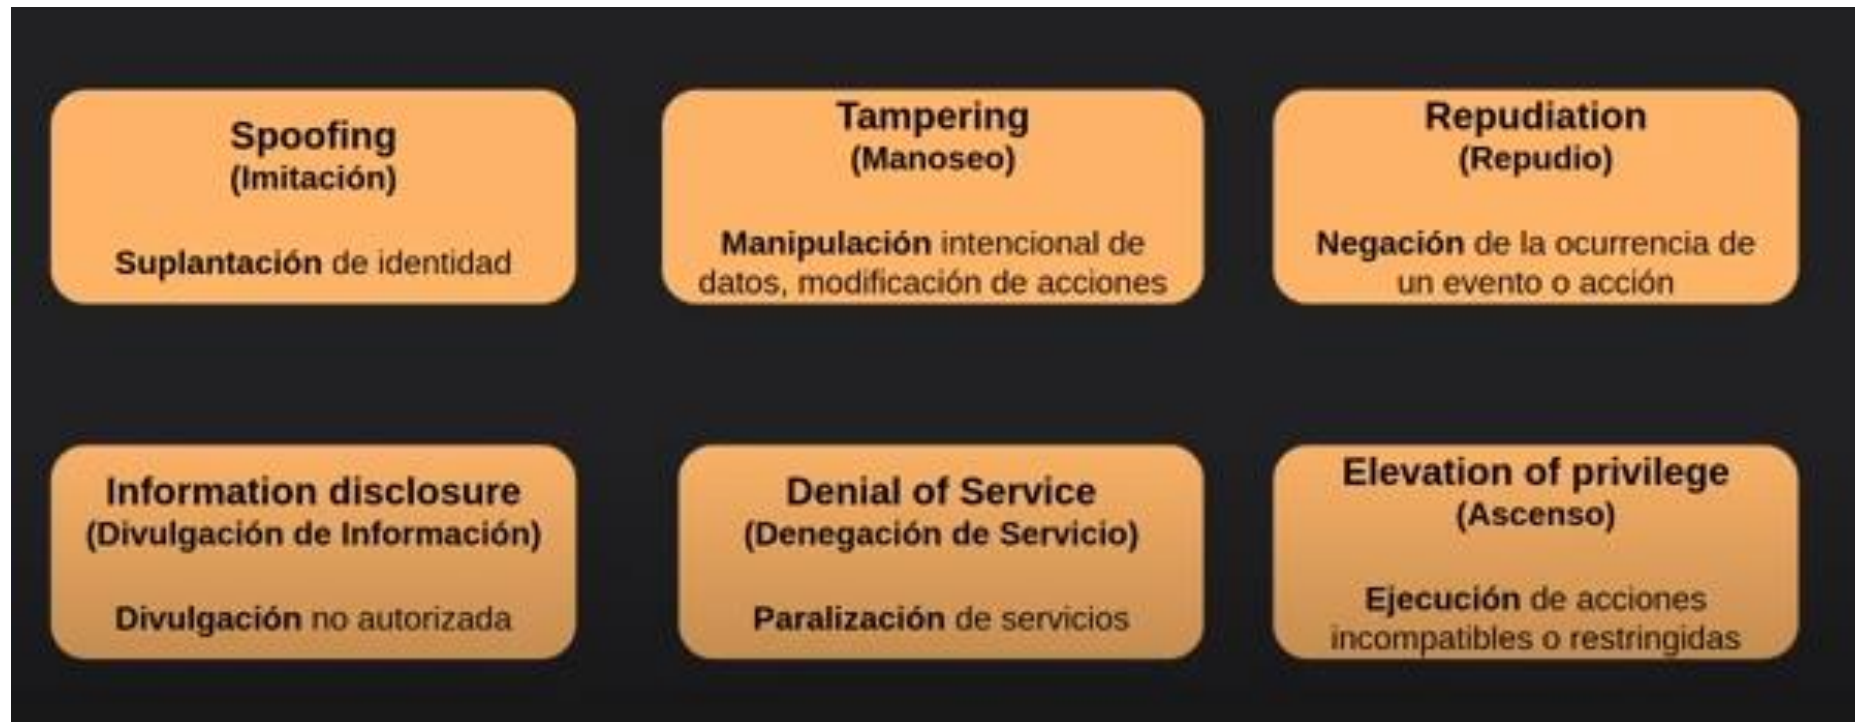 Spoofing
(Imitación)
Suplantación de identidad
Tampering
(Manoseo)
Manipulación intencional de
datos, modificación de acciones
Repudiation
(Repudio)
Negación de la ocurrencia de
un evento o acción
Information disclosure
(Divulgación de Información)
Divulgación no autorizada
Denial of Service
(Denegación de Servicio)
Paralización de servicios
Elevation of privilege
(Ascenso)
Ejecución de acciones
incompatibles o restringidas